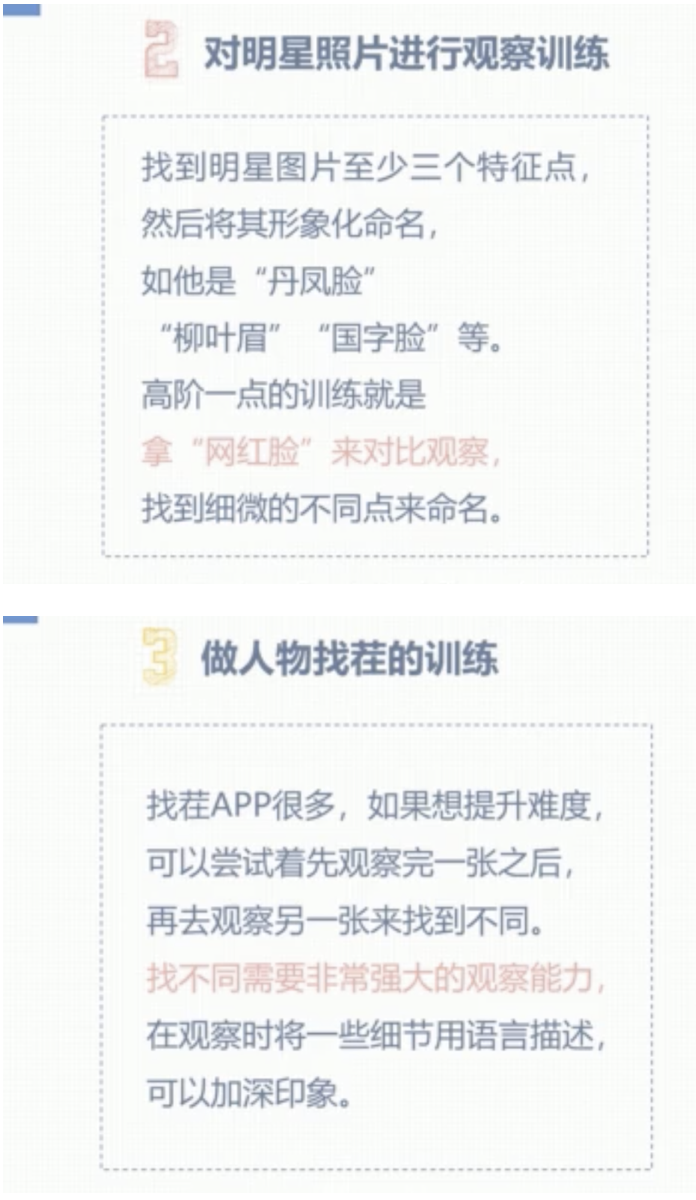 2 对明星照片进行观察训练
找到明星图片至少三个特征点，
然后将其形象化命名，
如他是“丹凤脸”
“柳叶眉”“国字脸”等。
高阶一点的训练就是
拿“网红脸”来对比观察，
找到细微的不同点来命名。
3 做人物找茬的训练
找茬APP很多，如果想提升难度，
可以尝试着先观察完一张之后，
再去观察另一张来找到不同。
找不同需要非常强大的观察能力，
在观察时将一些细节用语言描述，
可以加深印象。